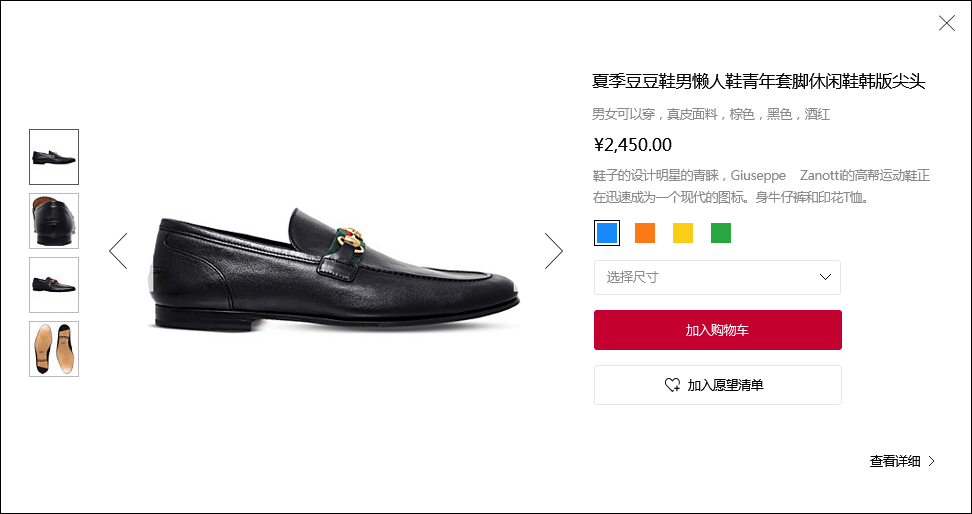 夏季豆豆鞋男懒人鞋青年套脚休闲鞋韩版尖头
男女可以穿，真皮面料，棕色，黑色，酒红
¥2,450.00
鞋子的设计明星的青睐，Giuseppe Zanotti的高帮运动鞋正
在迅速成为一个现代的图标。身牛仔裤和印花T恤。
选择尺寸
加入购物车
加入愿望清单
查看详细